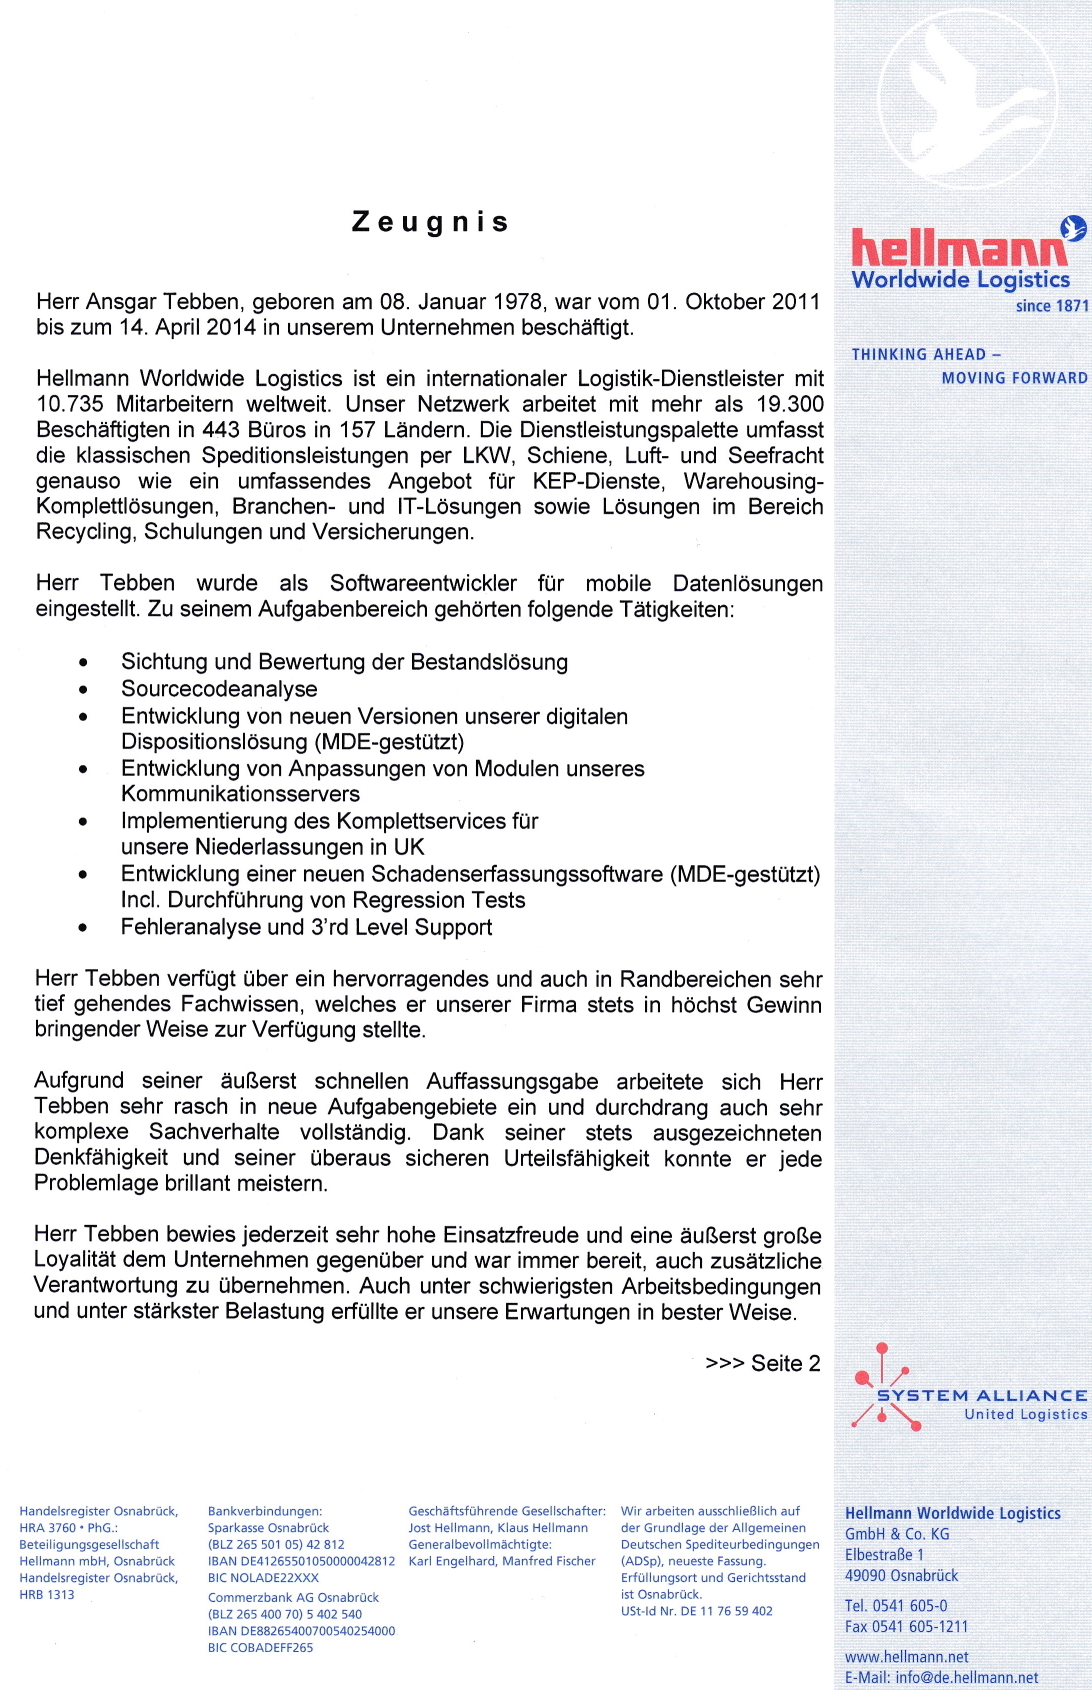 Zeugnis
Herr Ansgar Tebben, geboren am 08. Januar 1978, war vom 01. Oktober 2011
bis zum 14. April 2014 in unserem Unternehmen beschäftigt.
Hellmann Worldwide Logistics ist ein internationaler Logistik-Dienstleister mit
10.735 Mitarbeitern weltweit. Unser Netzwerk arbeitet mit mehr als 19.300
Beschäftigten in 443 Büros in 157 Ländern. Die Dienstleistungspalette umfasst
die klassischen Speditionsleistungen per LKW, Schiene, Luft- und Seefracht
genauso wie ein umfassendes Angebot für KEP-Dienste, Warehousing-
Komplettlösungen, Branchen- und IT-Lösungen sowie Lösungen im Bereich
Recycling, Schulungen und Versicherungen.
Herr Tebben wurde als Softwareentwickler für mobile Datenlösungen
eingestellt. Zu seinem Aufgabenbereich gehörten folgende Tätigkeiten:
• Sichtung und Bewertung der Bestandslösung
• Sourcecodeanalyse
• Entwicklung von neuen Versionen unserer digitalen
Dispositionslösung (MDE-gestützt)
• Entwicklung von Anpassungen von Modulen unseres
Kommunikationsservers
• Implementierung des Komplettservices für
unsere Niederlassungen in UK
• Entwicklung einer neuen Schadenserfassungssoftware (MDE-gestützt)
Incl. Durchführung von Regression Tests
• Fehleranalyse und 3'rd Level Support
Herr Tebben verfügt über ein hervorragendes und auch in Randbereichen sehr
tief gehendes Fachwissen, welches er unserer Firma stets in höchst Gewinn
bringender Weise zur Verfügung stellte.
Aufgrund seiner äußerst schnellen Auffassungsgabe arbeitete sich Herr
Tebben sehr rasch in neue Aufgabengebiete ein und durchdrang auch sehr
komplexe Sachverhalte vollständig. Dank seiner stets ausgezeichneten
Denkfähigkeit und seiner überaus sicheren Urteilsfähigkeit konnte er jede
Problemlage brillant meistern.
Herr Tebben bewies jederzeit sehr hohe Einsatzfreude und eine äußerst große
Loyalität dem Unternehmen gegenüber und war immer bereit, auch zusätzliche
Verantwortung zu übernehmen. Auch unter schwierigsten Arbeitsbedingungen
und unter stärkster Belastung erfüllte er unsere Erwartungen in bester Weise.
>>> Seite 2
hellmann
Worldwide Logistics
since 1871
THINKING AHEAD –
MOVING FORWARD
SYSTEM ALLIANCE
United Logistics
Handelsregister Osnabrück,
HRA 3760 • PhG.:
Beteiligungsgesellschaft
Hellmann mbH, Osnabrück
Handelsregister Osnabrück,
HRB 1313
Bankverbindungen:
Sparkasse Osnabrück
(BLZ 265 501 05) 42 812
IBAN DE41265501050000042812
BIC NOLADE22XXX
Commerzbank AG Osnabrück
(BLZ 265 400 70) 5 402 540
IBAN DE88265400700540254000
BIC COBADEFF265
Geschäftsführende Gesellschafter:
Jost Hellmann, Klaus Hellmann
Generalbevollmächtigte:
Karl Engelhard, Manfred Fischer
Wir arbeiten ausschließlich auf
der Grundlage der Allgemeinen
Deutschen Spediteurbedingungen
(ADSp), neueste Fassung.
Erfüllungsort und Gerichtsstand
ist Osnabrück.
USt-Id Nr. DE 11 76 59 402
Hellmann Worldwide Logistics
GmbH & Co. KG
Elbestraße 1
49090 Osnabrück
Tel. 0541 605-0
Fax 0541 605-1211
www.hellmann.net
E-Mail: info@de.hellmann.net